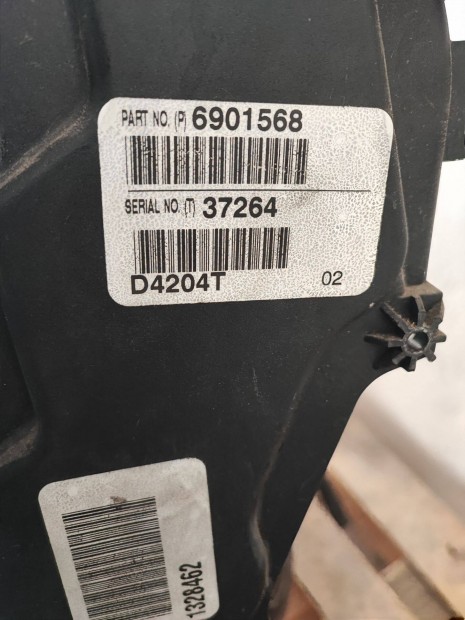 PART NO. (P) 6901568
SERIAL NO. (T) 37264
D4204T 02
1328462